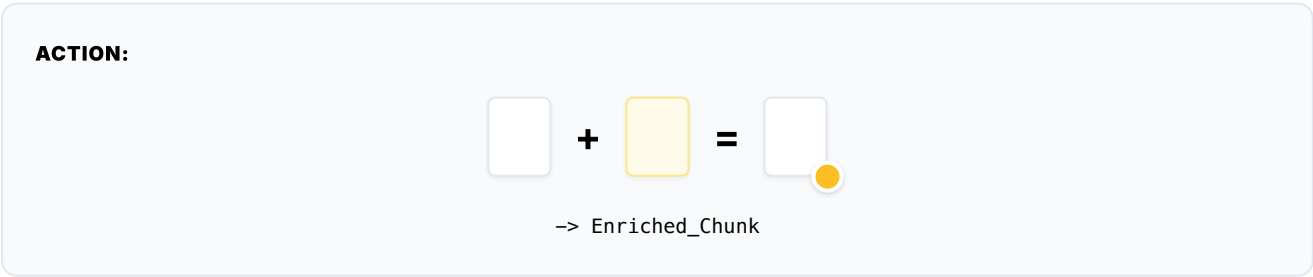 ACTION:
+ =
–> Enriched_Chunk